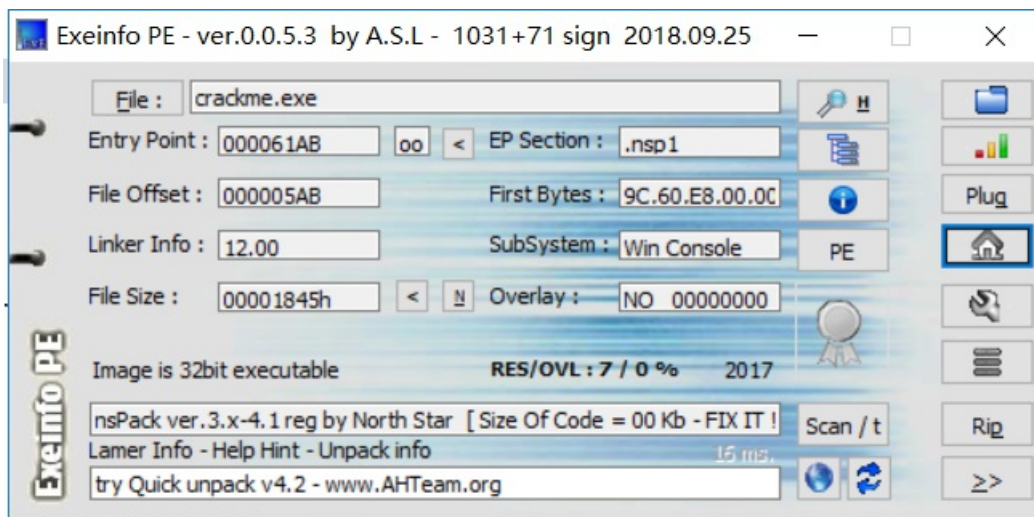 Exeinfo PE - ver.0.0.5.3 by A.S.L - 1031+71 sign 2018.09.25
File : crackme.exe H
Entry Point : 000061AB oo < EP Section : .nsp1
File Offset : 000005AB First Bytes : 9C.60.E8.00.00 Plug
Linker Info : 12.00 SubSystem : Win Console PE
File Size : 00001845h < N Overlay : NO 00000000
Image is 32bit executable RES/OVL : 7 / 0 % 2017
nsPack ver.3.x-4.1 reg by North Star [ Size Of Code = 00 Kb - FIX IT ! Scan / t Rip
Lamer Info - Help Hint - Unpack info 16 ms.
try Quick unpack v4.2 - www.AHTeam.org >>
Exeinfo PE